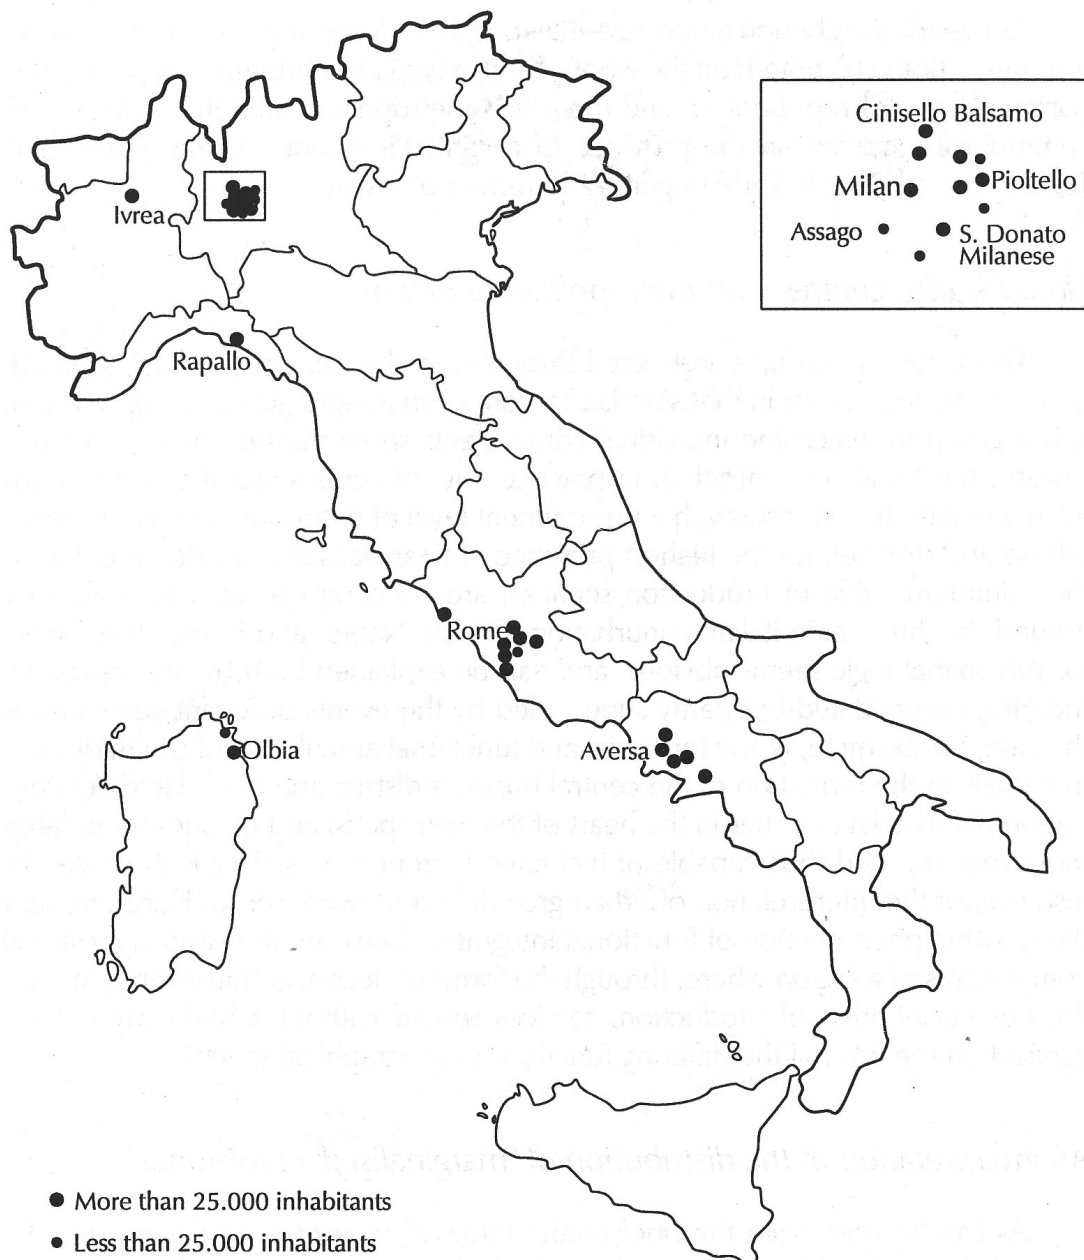 Cinisello Balsamo
Milan
Pioltello
Assago
S. Donato
Milanese
Ivrea
Rapallo
Rome
Olbia
Aversa
More than 25.000 inhabitants
Less than 25.000 inhabitants